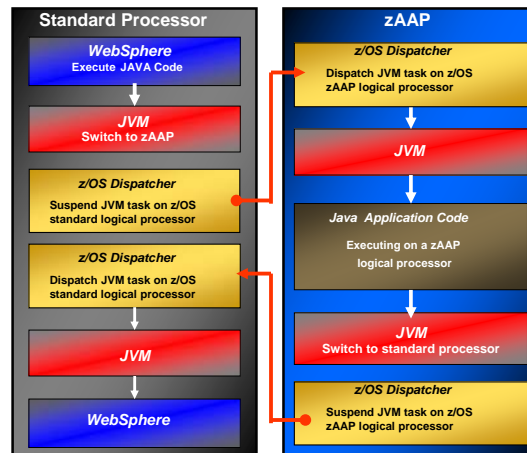 Standard Processor
WebSphere
Execute JAVA Code
JVM
Switch to zAAP
z/OS Dispatcher
Suspend JVM task on z/OS
standard logical processor
z/OS Dispatcher
Dispatch JVM task on z/OS
standard logical processor
JVM
WebSphere
zAAP
z/OS Dispatcher
Dispatch JVM task on z/OS
zAAP logical processor
JVM
Java Application Code
Executing on a zAAP
logical processor
JVM
Switch to standard processor
z/OS Dispatcher
Suspend JVM task on z/OS
zAAP logical processor